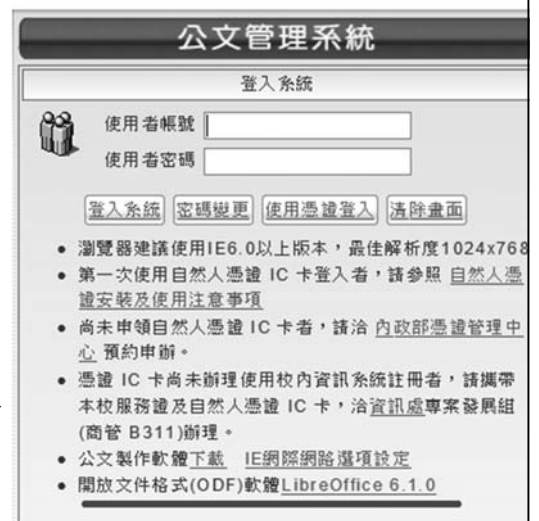 公文管理系統
登入系統
使用者帳號
使用者密碼
登入系統 密碼變更 使用憑證登入 清除畫面
• 瀏覽器建議使用IE6.0以上版本，最佳解析度1024x768
• 第一次使用自然人憑證 IC 卡登入者，請參照 自然人憑
證安裝及使用注意事項
• 尚未申領自然人憑證 IC 卡者，請洽 內政部憑證管理中
心 預約申辦。
• 憑證 IC 卡尚未辦理使用校內資訊系統註冊者，請攜帶
本校服務證及自然人憑證 IC 卡，洽資訊處專案發展組
(商管 B311)辦理。
• 公文製作軟體下載 IE網際網路選項設定
• 開放文件格式(ODF)軟體LibreOffice 6.1.0